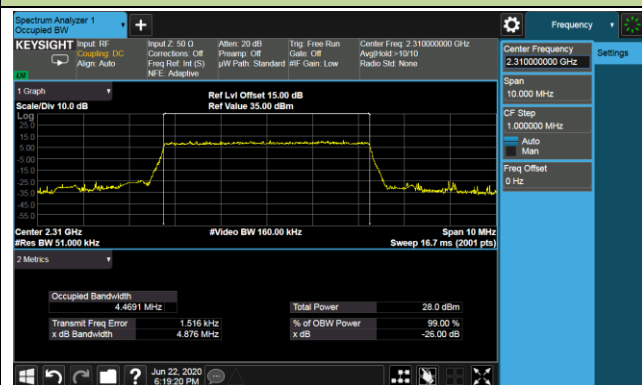 Spectrum Analyzer 1
Occupied BW
Frequency
KEYSIGHT
Input: RF
Coupling: DC
Align: Auto
Input Z: 50 Ω
Corrections: Off
Freq Ref: Int (S)
NFE: Adaptive
Atten: 20 dB
Preamp: Off
µW Path: Standard
Trig: Free Run
Gate: Off
#IF Gain: Low
Center Freq: 2.310000000 GHz
Avg|Hold:>10/10
Radio Std: None
Center Frequency
2.310000000 GHz
Settings
Span
10.000 MHz
CF Step
1.000000 MHz
Auto
Man
Freq Offset
0 Hz
1 Graph
Scale/Div 10.0 dB
Ref Lvl Offset 15.00 dB
Ref Value 35.00 dBm
Log
25.0
15.0
5.00
-5.00
-15.0
-25.0
-35.0
-45.0
-55.0
Center 2.31 GHz
#Res BW 51.000 kHz
#Video BW 160.00 kHz
Span 10 MHz
Sweep 16.7 ms (2001 pts)
2 Metrics
Occupied Bandwidth
4.4691 MHz
Total Power 28.0 dBm
Transmit Freq Error 1.516 kHz
% of OBW Power 99.00 %
x dB Bandwidth 4.876 MHz
x dB -26.00 dB
Jun 22, 2020
6:19:20 PM